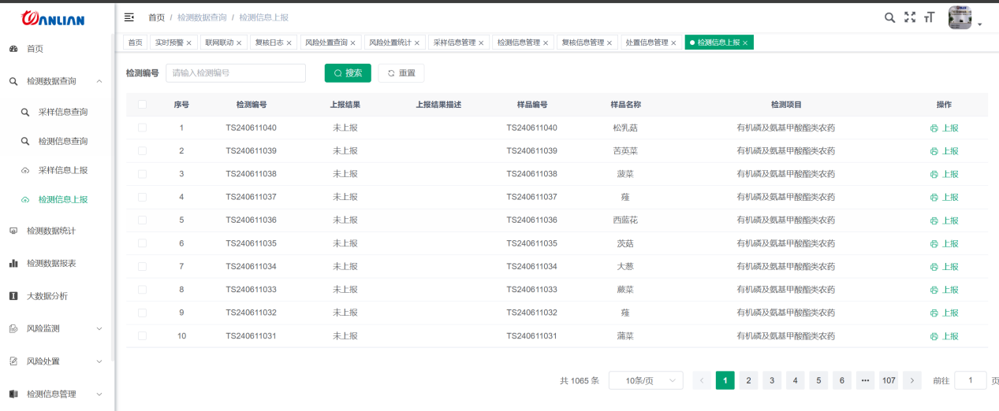 WANLIAN
首页 / 检测数据查询 / 检测信息上报
首页 实时预警 × 联网联动 × 复核日志 × 风险处置查询 × 风险处置统计 × 采样信息管理 × 检测信息管理 × 复核信息管理 × 处置信息管理 × 检测信息上报 ×
首页
检测数据查询
采样信息查询
检测信息查询
采样信息上报
检测信息上报
检测数据统计
检测数据报表
大数据分析
风险监测
风险处置
检测信息管理
检测编号 请输入检测编号 搜索 重置
序号 检测编号 上报结果 上报结果描述 样品编号 样品名称 检测项目 操作
1 TS240611040 未上报 TS240611040 松乳菇 有机磷及氨基甲酸酯类农药 上报
2 TS240611039 未上报 TS240611039 苦英菜 有机磷及氨基甲酸酯类农药 上报
3 TS240611038 未上报 TS240611038 菠菜 有机磷及氨基甲酸酯类农药 上报
4 TS240611037 未上报 TS240611037 薤 有机磷及氨基甲酸酯类农药 上报
5 TS240611036 未上报 TS240611036 西蓝花 有机磷及氨基甲酸酯类农药 上报
6 TS240611035 未上报 TS240611035 茨菇 有机磷及氨基甲酸酯类农药 上报
7 TS240611034 未上报 TS240611034 大葱 有机磷及氨基甲酸酯类农药 上报
8 TS240611033 未上报 TS240611033 蕨菜 有机磷及氨基甲酸酯类农药 上报
9 TS240611032 未上报 TS240611032 薤 有机磷及氨基甲酸酯类农药 上报
10 TS240611031 未上报 TS240611031 蒲菜 有机磷及氨基甲酸酯类农药 上报
共 1065 条 10条/页 1 2 3 4 5 6 ••• 107 前往 1 页